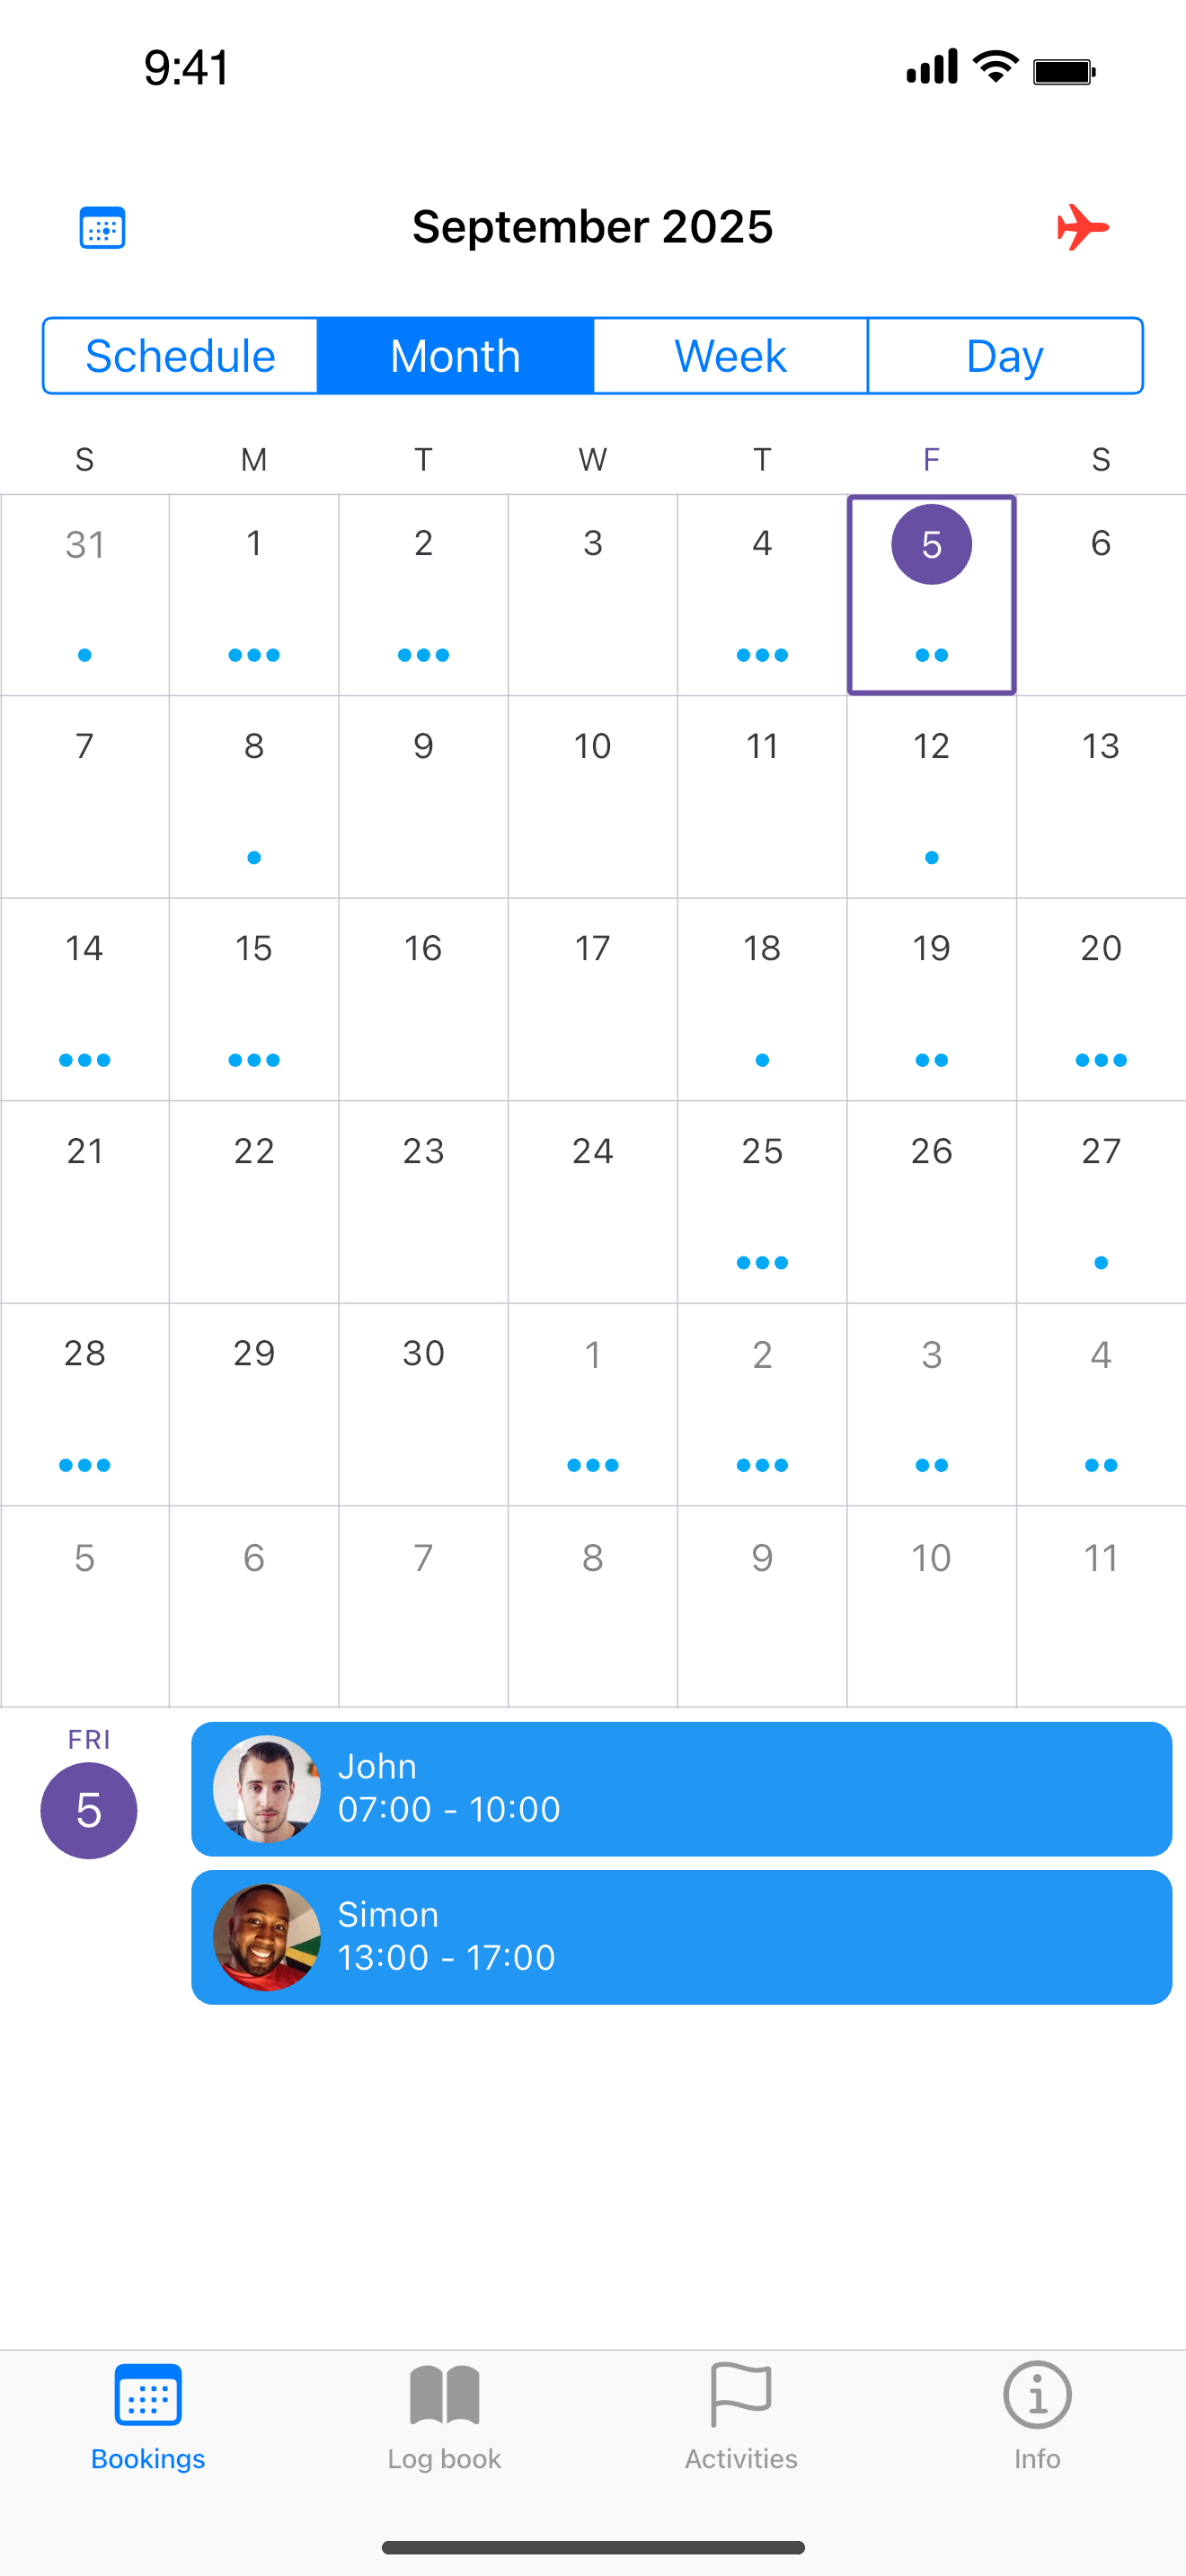 9:41
September 2025
Schedule Month Week Day
S M T W T F S
31 1 2 3 4 5 6
7 8 9 10 11 12 13
14 15 16 17 18 19 20
21 22 23 24 25 26 27
28 29 30 1 2 3 4
5 6 7 8 9 10 11
FRI
5
John
07:00 - 10:00
Simon
13:00 - 17:00
Bookings Log book Activities Info